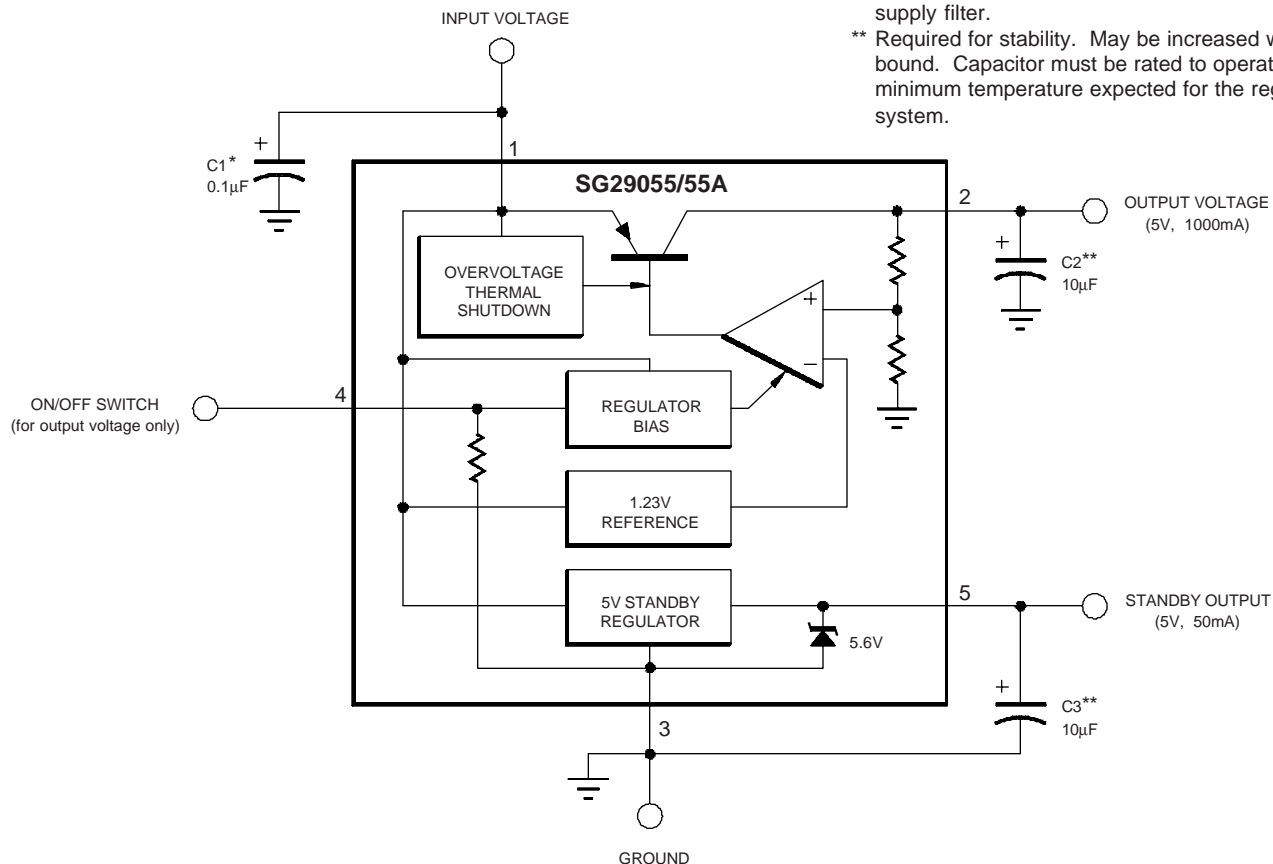 supply filter.
** Required for stability. May be increased
bound. Capacitor must be rated to
minimum temperature expected for the
system.
INPUT VOLTAGE
+
C1*
0.1µF
1
SG29055/55A
2
OUTPUT VOLTAGE
(5V, 1000mA)
+
C2**
10µF
OVERVOLTAGE
THERMAL
SHUTDOWN
+
−
ON/OFF SWITCH
(for output voltage only)
4
REGULATOR
BIAS
1.23V
REFERENCE
5V STANDBY
REGULATOR
5.6V
5
STANDBY OUTPUT
(5V, 50mA)
+
C3**
10µF
3
GROUND